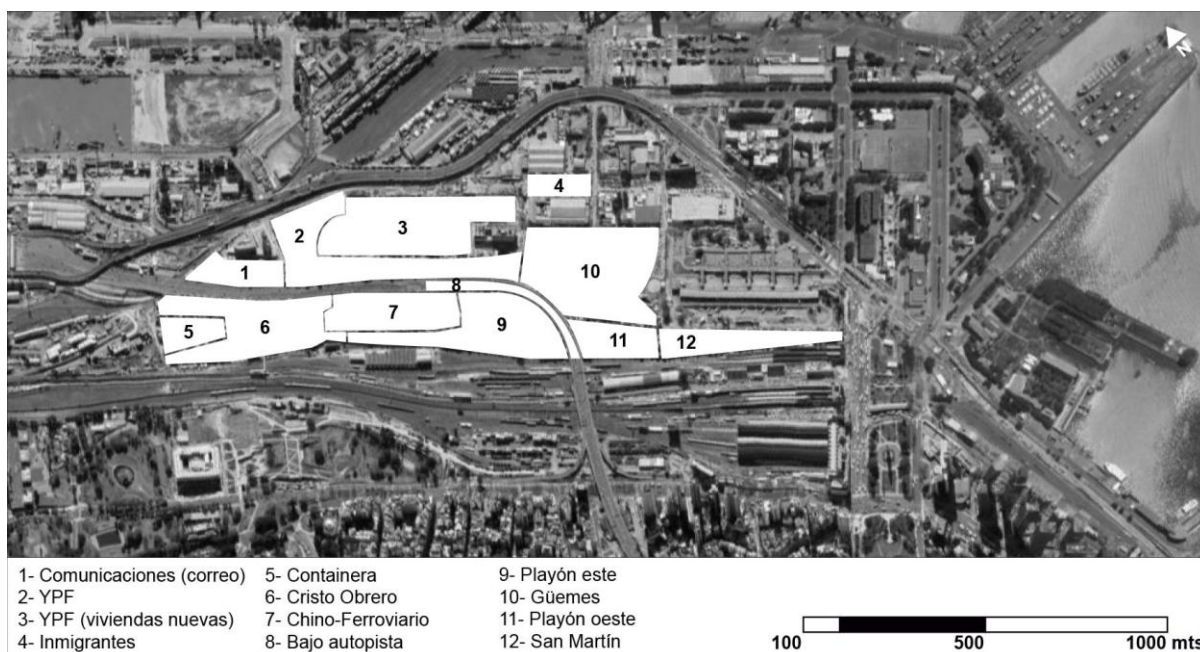 N
4
3
2
10
1
8
7
9
5
6
11
12
1- Comunicaciones (correo)
2- YPF
3- YPF (viviendas nuevas)
4- Inmigrantes
5- Containera
6- Cristo Obrero
7- Chino-Ferroviario
8- Bajo autopista
9- Playón este
10- Güemes
11- Playón oeste
12- San Martín
100 500 1000 mts